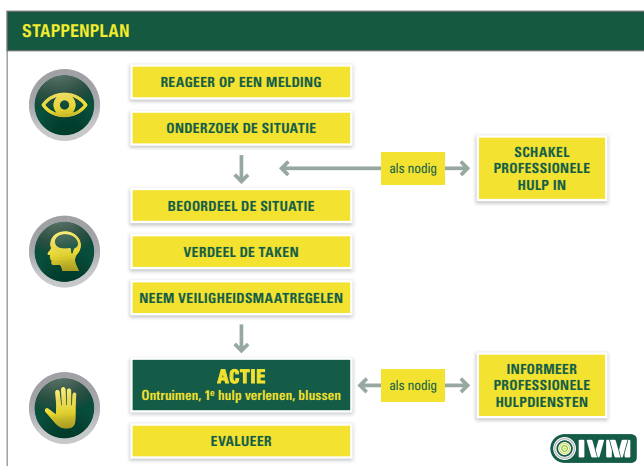 STAPPENPLAN
REAGEER OP EEN MELDING
ONDERZOEK DE SITUATIE
als nodig
SCHAKEL
PROFESSIONELE
HULP IN
BEOORDEEL DE SITUATIE
VERDEEL DE TAKEN
NEEM VEILIGHEIDSMAATREGELEN
ACTIE
Ontruimen, 1e hulp verlenen, blussen
als nodig
INFORMEER
PROFESSIONELE
HULPDIENSTEN
EVALUEER
IVM